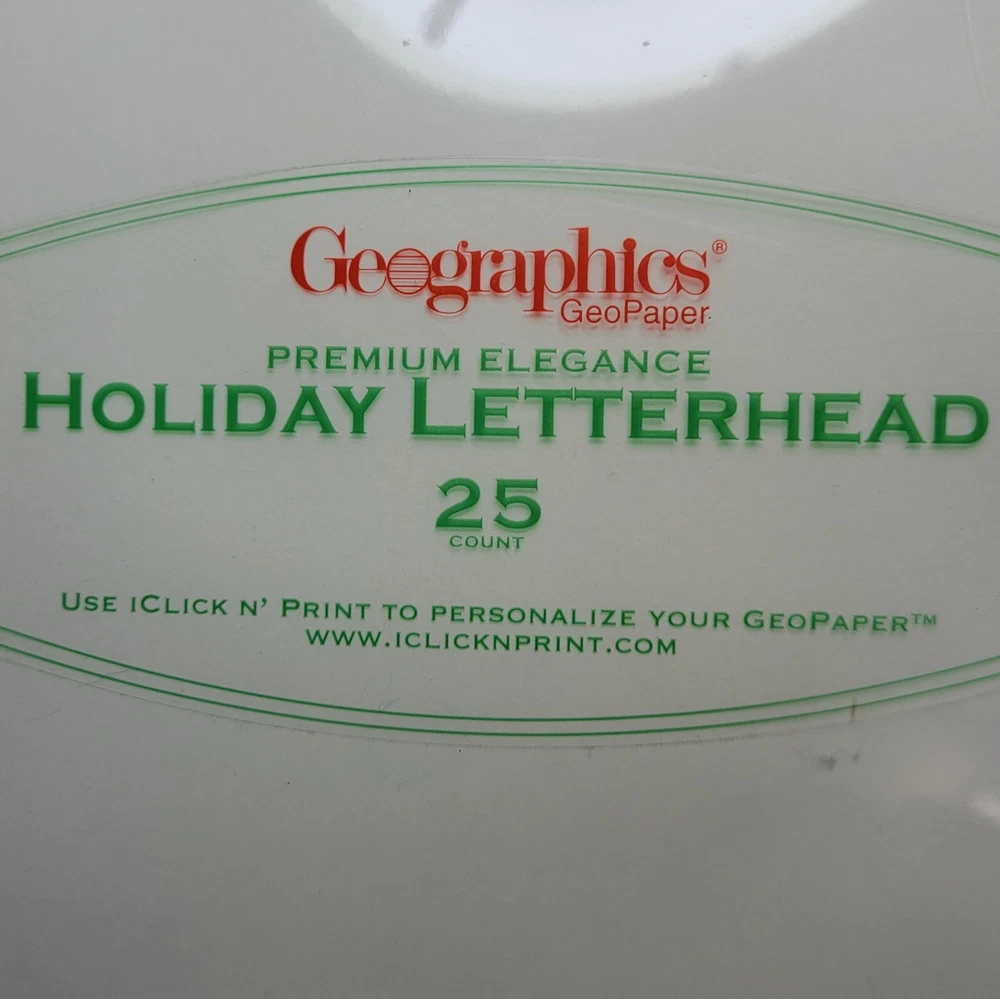 Geographics®
GeoPaper
PREMIUM ELEGANCE
HOLIDAY LETTERHEAD
25
COUNT
USE ICLICK N' PRINT TO PERSONALIZE YOUR GEOPAPER™
WWW.ICLICKNPRINT.COM